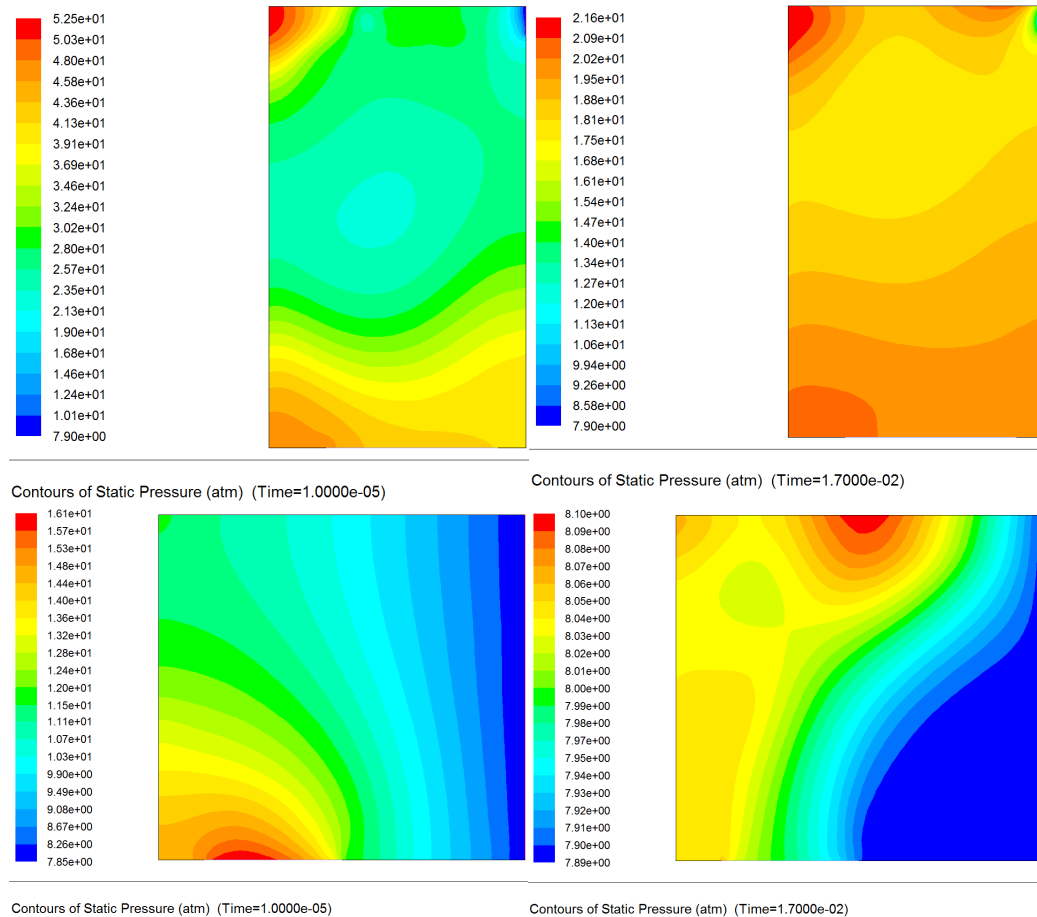 5.25e+01
5.03e+01
4.80e+01
4.58e+01
4.36e+01
4.13e+01
3.91e+01
3.69e+01
3.46e+01
3.24e+01
3.02e+01
2.80e+01
2.57e+01
2.35e+01
2.13e+01
1.90e+01
1.68e+01
1.46e+01
1.24e+01
1.01e+01
7.90e+00
Contours of Static Pressure (atm) (Time=1.0000e-05)
2.16e+01
2.09e+01
2.02e+01
1.95e+01
1.88e+01
1.81e+01
1.75e+01
1.68e+01
1.61e+01
1.54e+01
1.47e+01
1.40e+01
1.34e+01
1.27e+01
1.20e+01
1.13e+01
1.06e+01
9.94e+00
9.26e+00
8.58e+00
7.90e+00
Contours of Static Pressure (atm) (Time=1.7000e-02)
1.61e+01
1.57e+01
1.53e+01
1.48e+01
1.44e+01
1.40e+01
1.36e+01
1.32e+01
1.28e+01
1.24e+01
1.20e+01
1.15e+01
1.11e+01
1.07e+01
1.03e+01
9.90e+00
9.49e+00
9.08e+00
8.67e+00
8.26e+00
7.85e+00
Contours of Static Pressure (atm) (Time=1.0000e-05)
8.10e+00
8.09e+00
8.08e+00
8.07e+00
8.06e+00
8.05e+00
8.04e+00
8.03e+00
8.02e+00
8.01e+00
8.00e+00
7.99e+00
7.98e+00
7.97e+00
7.95e+00
7.94e+00
7.93e+00
7.92e+00
7.91e+00
7.90e+00
7.89e+00
Contours of Static Pressure (atm) (Time=1.7000e-02)